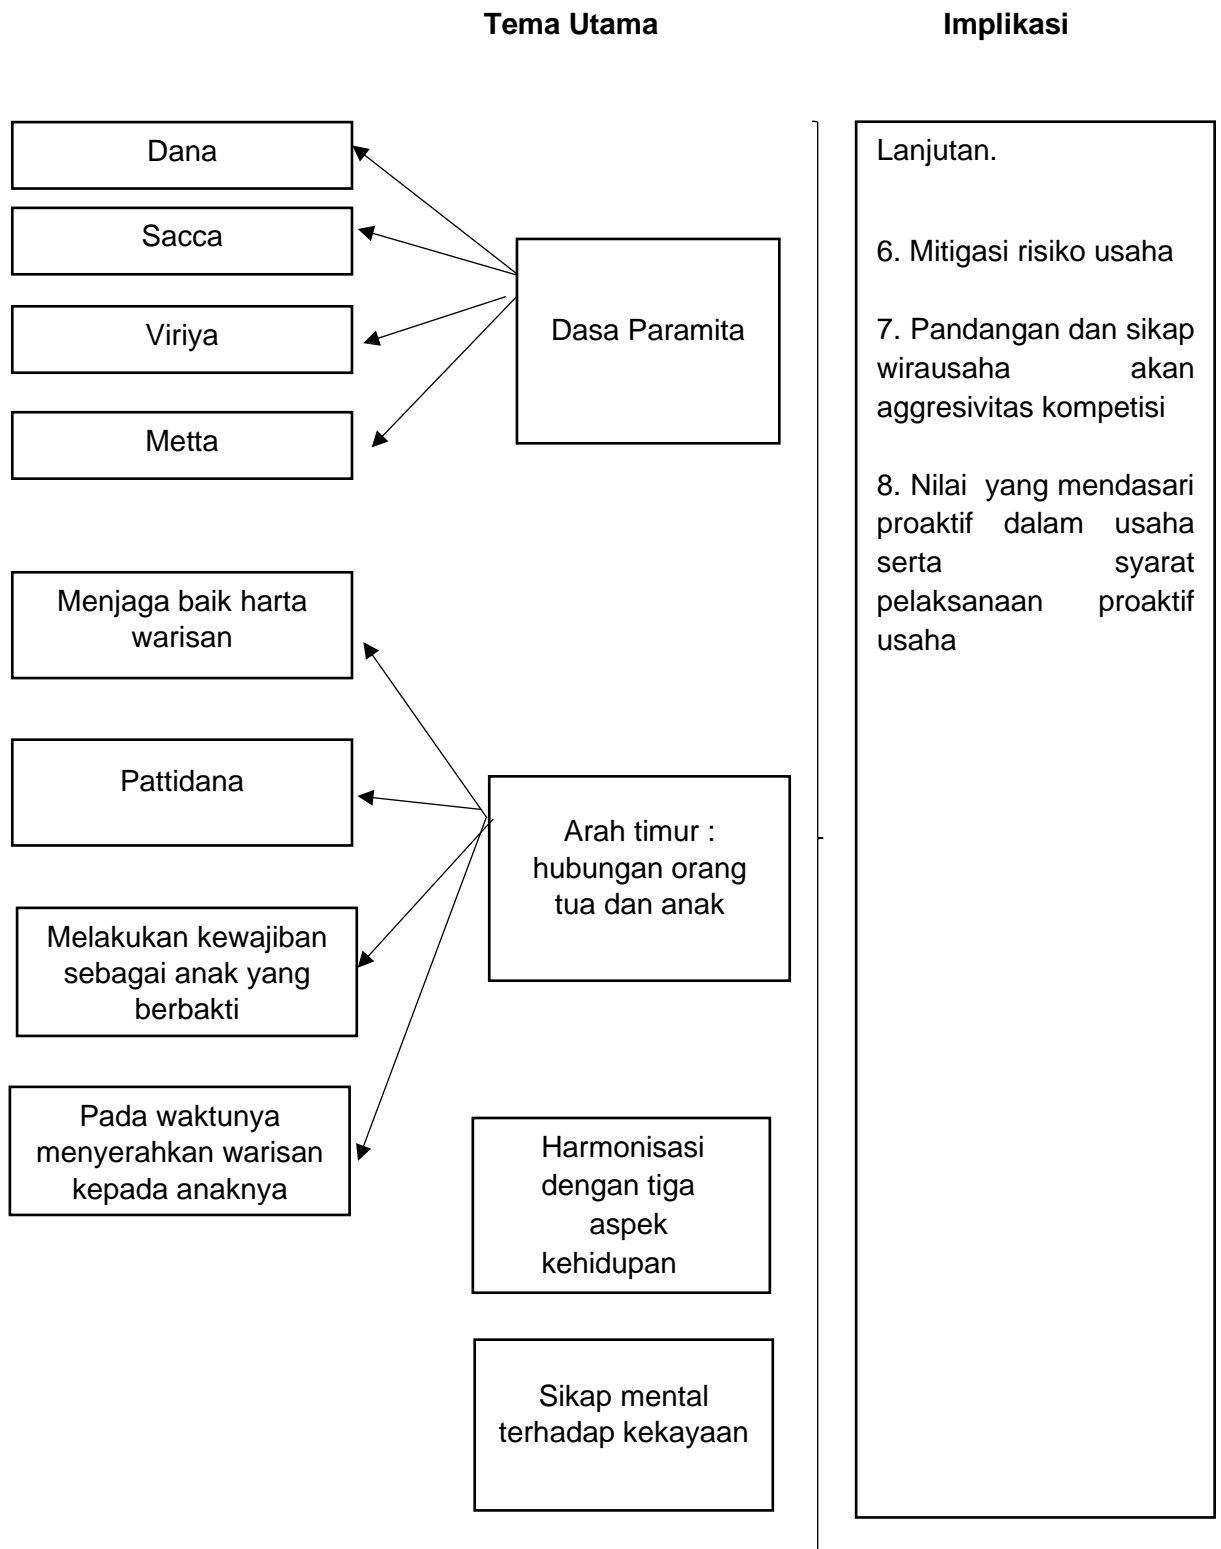 Tema Utama
Implikasi
Dana
Sacca
Viriya
Metta
Dasa Paramita
Menjaga baik harta
warisan
Pattidana
Melakukan kewajiban
sebagai anak yang
berbakti
Pada waktunya
menyerahkan warisan
kepada anaknya
Arah timur :
hubungan orang
tua dan anak
Harmonisasi
dengan tiga
aspek
kehidupan
Sikap mental
terhadap kekayaan
Lanjutan.
6. Mitigasi risiko usaha
7. Pandangan dan sikap
wirausaha akan
aggresivitas kompetisi
8. Nilai yang mendasari
proaktif dalam usaha
serta syarat
pelaksanaan proaktif
usaha